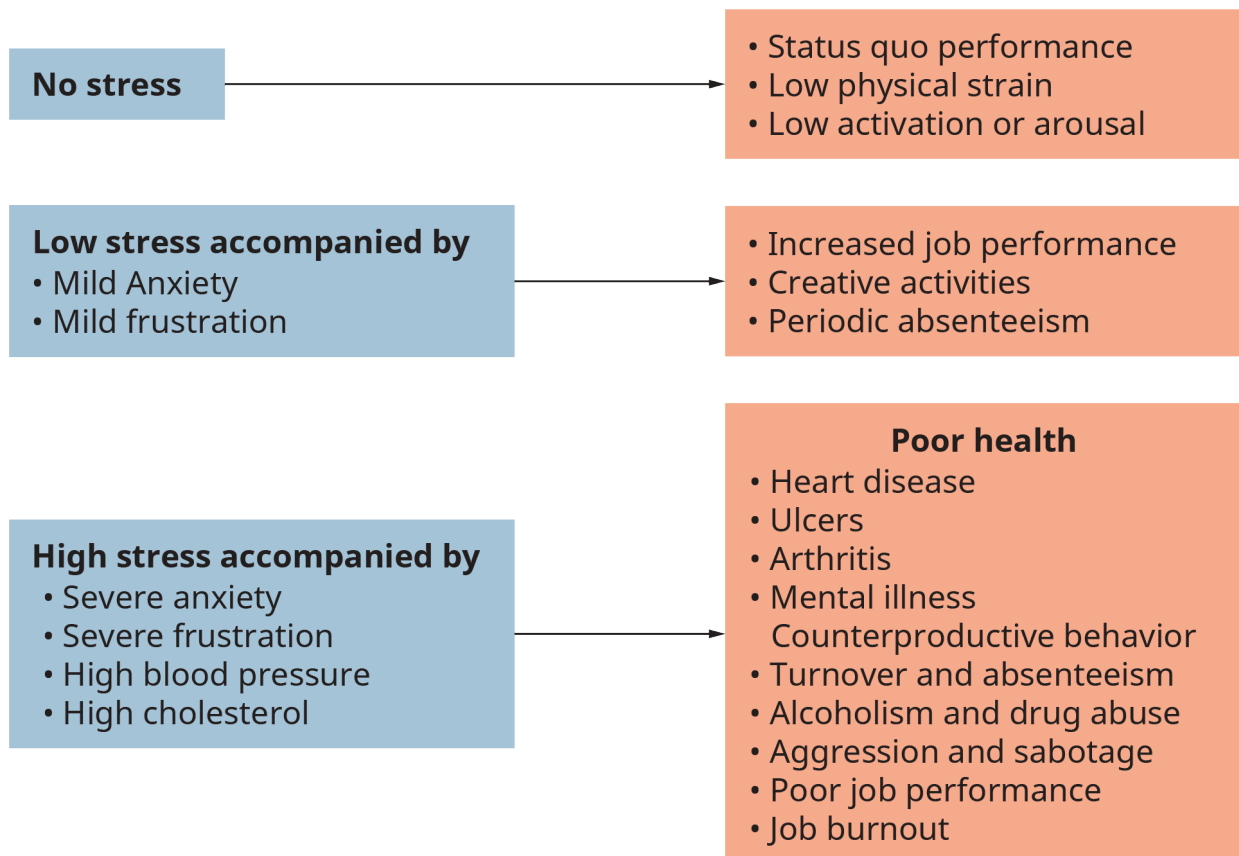 No stress
• Status quo performance
• Low physical strain
• Low activation or arousal
Low stress accompanied by
• Mild Anxiety
• Mild frustration
• Increased job performance
• Creative activities
• Periodic absenteeism
High stress accompanied by
• Severe anxiety
• Severe frustration
• High blood pressure
• High cholesterol
Poor health
• Heart disease
• Ulcers
• Arthritis
• Mental illness
Counterproductive behavior
• Turnover and absenteeism
• Alcoholism and drug abuse
• Aggression and sabotage
• Poor job performance
• Job burnout